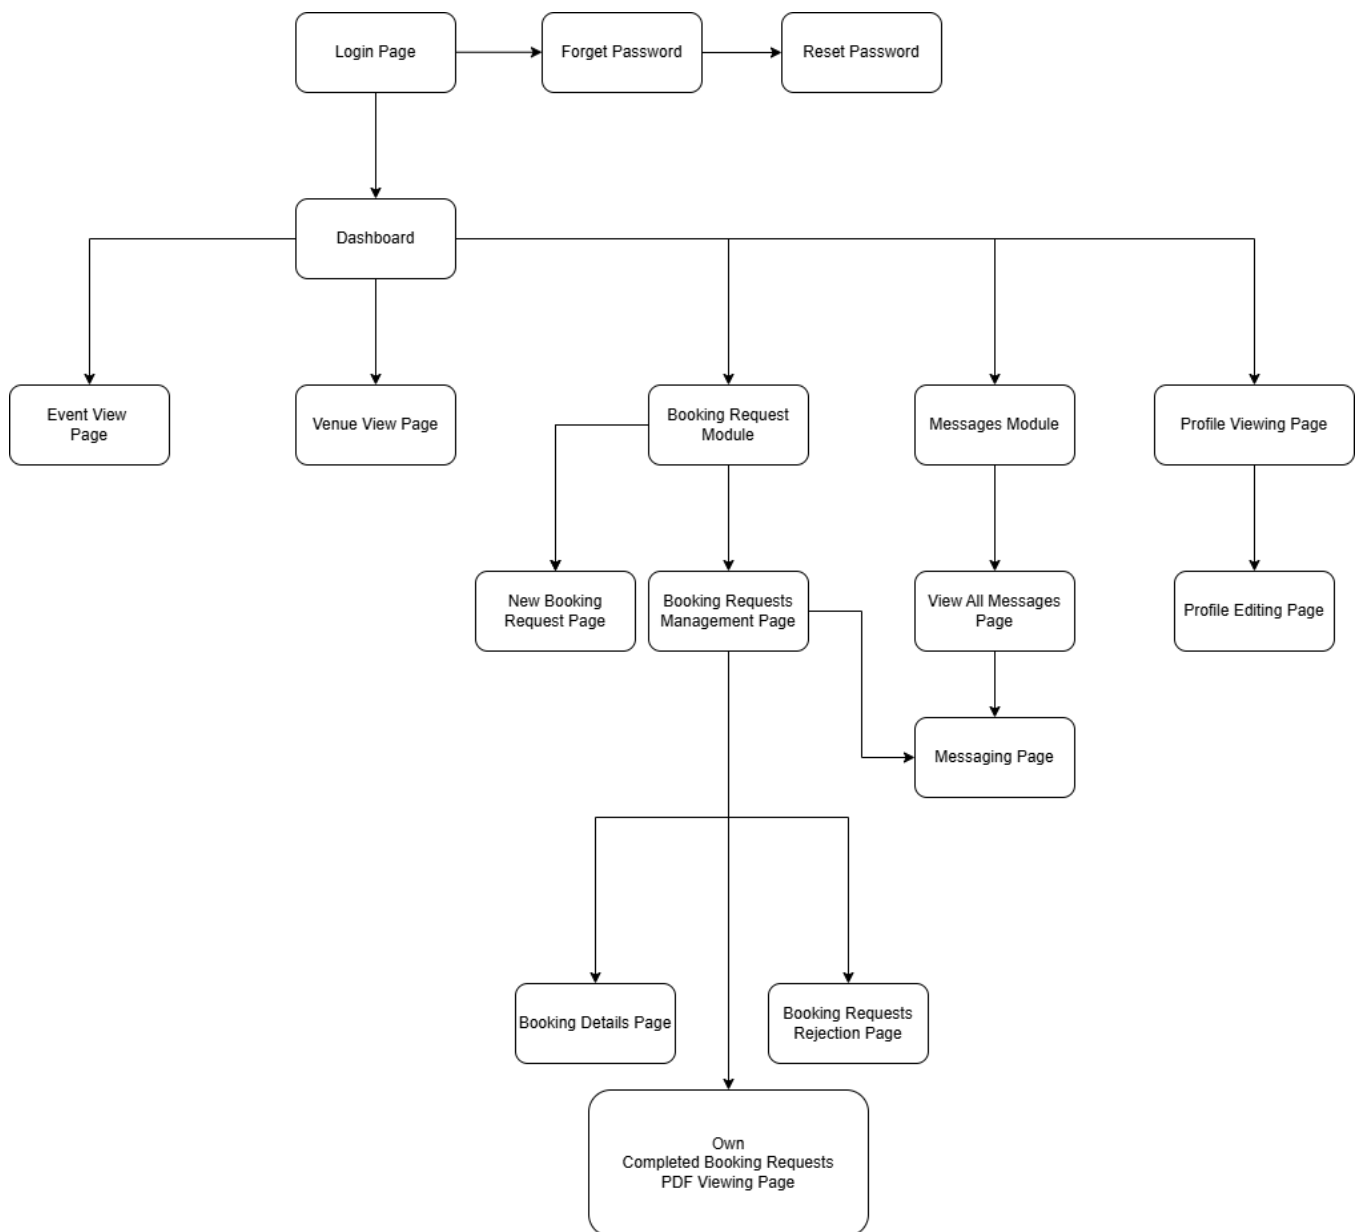 Login Page
Forget Password
Reset Password
Dashboard
Event View
Page
Venue View Page
Booking Request
Module
Messages Module
Profile Viewing Page
New Booking
Request Page
Booking Requests
Management Page
View All Messages
Page
Profile Editing Page
Messaging Page
Booking Details Page
Booking Requests
Rejection Page
Own
Completed Booking Requests
PDF Viewing Page